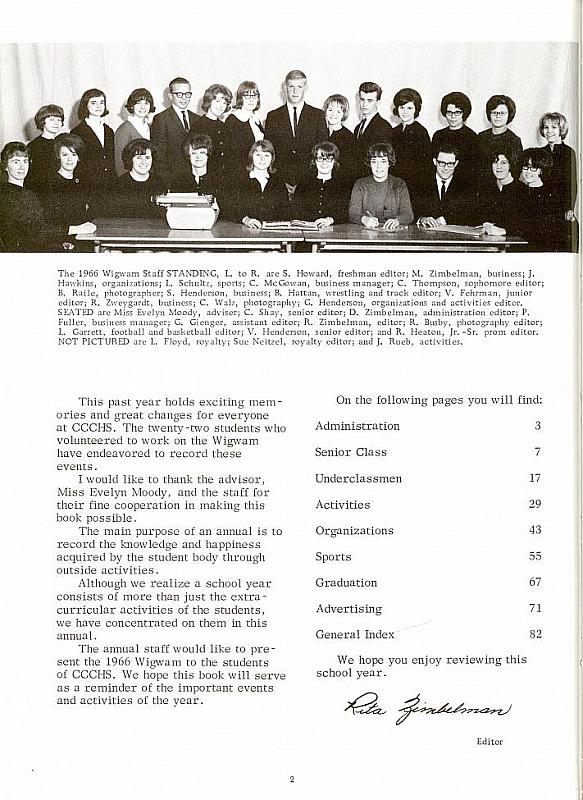 The 1966 Wigwam Staff STANDING, L. to R. are S. Howard, freshman editor; M. Zimbelman, business; J.
Hawkins, organizations; L. Schultz, sports; C. McGowan, business manager; C. Thompson, sophomore editor;
B. Raile, photographer; S. Henderson, business; B. Hattan, wrestling and track editor; V. Fehrman, junior
editor; R. Zweygardt, business; C. Walz, photography; G. Henderson, organizations and activities editor.
SEATED are Miss Evelyn Moody, advisor; C. Shay, senior editor; D. Zimbelman, administration editor; P.
Fuller, business manager; G. Gienger, assistant editor; R. Zimbelman, editor; R. Busby, photography editor;
L. Garrett, football and basketball editor; V. Henderson, senior editor; and R. Heaton, Jr.-Sr. prom editor.
NOT PICTURED are L. Floyd, royalty; Sue Neitzel, royalty editor; and J. Rueb, activities.
This past year holds exciting mem-
ories and great changes for everyone
at CCCHS. The twenty-two students who
volunteered to work on the Wigwam
have endeavored to record these
events.
I would like to thank the advisor,
Miss Evelyn Moody, and the staff for
their fine cooperation in making this
book possible.
The main purpose of an annual is to
record the knowledge and happiness
acquired by the student body through
outside activities.
Although we realize a school year
consists of more than just the extra-
curricular activities of the students,
we have concentrated on them in this
annual.
The annual staff would like to pre-
sent the 1966 Wigwam to the students
of CCCHS. We hope this book will serve
as a reminder of the important events
and activities of the year.
On the following pages you will find:
Administration 3
Senior Class 7
Underclassmen 17
Activities 29
Organizations 43
Sports 55
Graduation 67
Advertising 71
General Index 82
We hope you enjoy reviewing this
school year.
Rita Zimbelman
Editor
2